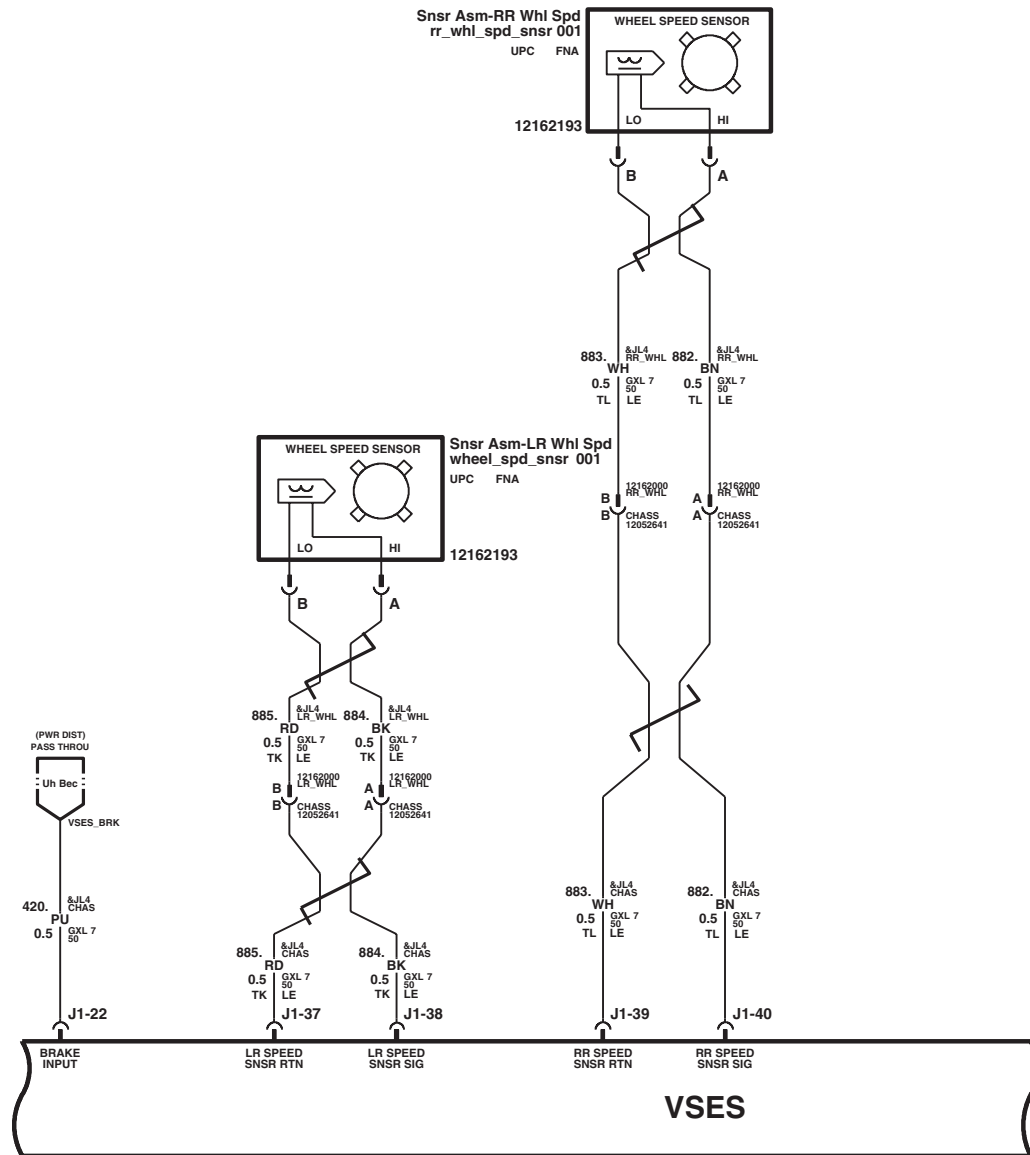 Snsr Asm-RR Whl Spd
rr_whl_spd_snsr 001
UPC FNA
12162193
WHEEL SPEED SENSOR
LO HI
B A
883. &JL4 RR_WHL
WH
0.5 GXL 7
50
TL LE
882. &JL4 RR_WHL
BN
0.5 GXL 7
50
TL LE
B 12162000
RR_WHL
B CHASS
12052641
A 12162000
RR_WHL
A CHASS
12052641
WHEEL SPEED SENSOR
LO HI
Snsr Asm-LR Whl Spd
wheel_spd_snsr 001
UPC FNA
12162193
B A
885. &JL4 LR_WHL
RD
0.5 GXL 7
50
TK LE
884. &JL4 LR_WHL
BK
0.5 GXL 7
50
TK LE
B 12162000
LR_WHL
B CHASS
12052641
A 12162000
LR_WHL
A CHASS
12052641
(PWR DIST)
PASS THROU
Uh Bec
VSES_BRK
420. &JL4 CHAS
PU
0.5 GXL 7
50
885. &JL4 CHAS
RD
0.5 GXL 7
50
TK LE
884. &JL4 CHAS
BK
0.5 GXL 7
50
TK LE
883. &JL4 CHAS
WH
0.5 GXL 7
50
TL LE
882. &JL4 CHAS
BN
0.5 GXL 7
50
TL LE
J1-22 J1-37 J1-38 J1-39 J1-40
BRAKE
INPUT
LR SPEED
SNSR RTN
LR SPEED
SNSR SIG
RR SPEED
SNSR RTN
RR SPEED
SNSR SIG
VSES